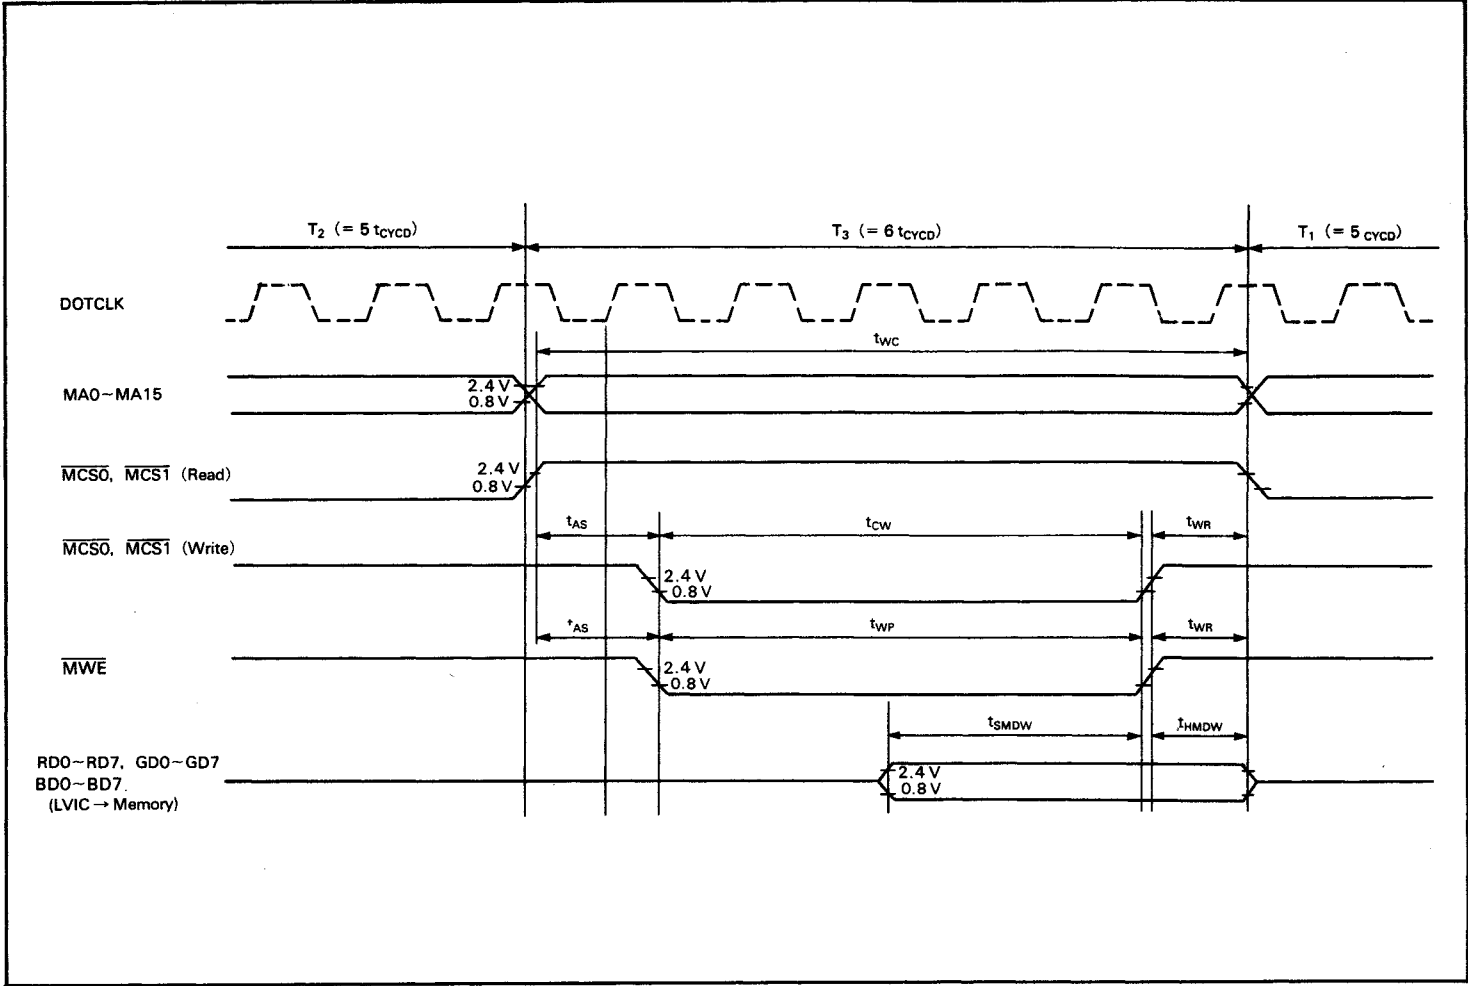 T2 (= 5 tCYCD)
T3 (= 6 tCYCD)
T1 (= 5 CYCD)
DOTCLK
tWC
MA0~MA15
2.4 V
0.8 V
MCS0, MCS1 (Read)
2.4 V
0.8 V
tAS
tCW
tWR
MCS0, MCS1 (Write)
2.4 V
0.8 V
tAS
tWP
tWR
MWE
2.4 V
0.8 V
tSMDW
tHMDW
RD0~RD7, GD0~GD7
BD0~BD7
(LVIC → Memory)
2.4 V
0.8 V